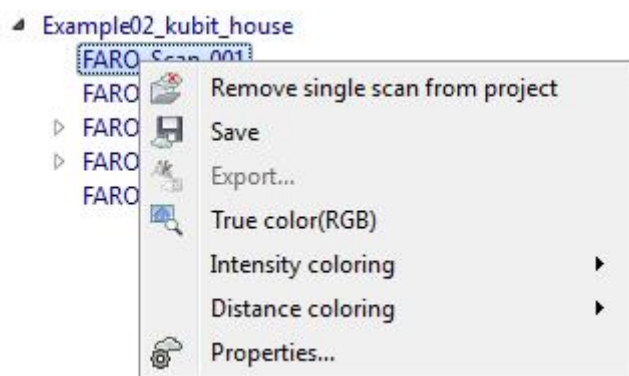 Example02_kubit_house
FARO_Scan_001
FARO
Remove single scan from project
FARO
Save
FARO
Export...
FARO
True color(RGB)
Intensity coloring
Distance coloring
Properties...